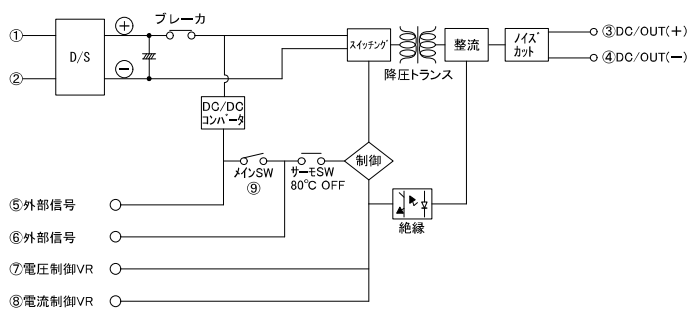 ブレーカ
①
②
D/S
+
−
スイッチング
降圧トランス
整流
ノイズ
カット
③DC/OUT(+)
④DC/OUT(−)
DC/DC
コンバータ
メインSW
⑨
サーモSW
80℃ OFF
制御
絶縁
⑤外部信号
⑥外部信号
⑦電圧制御VR
⑧電流制御VR